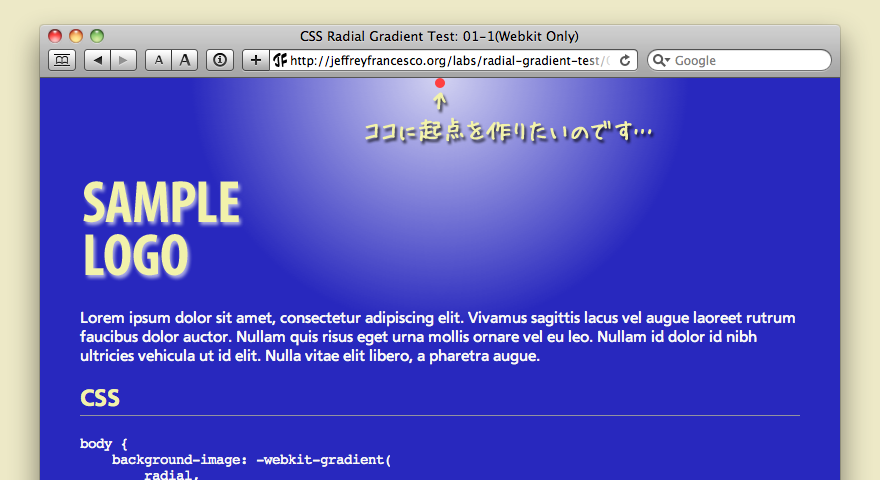 CSS Radial Gradient Test: 01-1(Webkit Only)
A A
http://jeffreyfrancesco.org/labs/radial-gradient-test/
Google
ココに起点を作りたいのです…
SAMPLE
LOGO
Lorem ipsum dolor sit amet, consectetur adipiscing elit. Vivamus sagittis lacus vel augue laoreet rutrum
faucibus dolor auctor. Nullam quis risus eget urna mollis ornare vel eu leo. Nullam id dolor id nibh
ultricies vehicula ut id elit. Nulla vitae elit libero, a pharetra augue.
CSS
body {
background-image: -webkit-gradient(
radial,